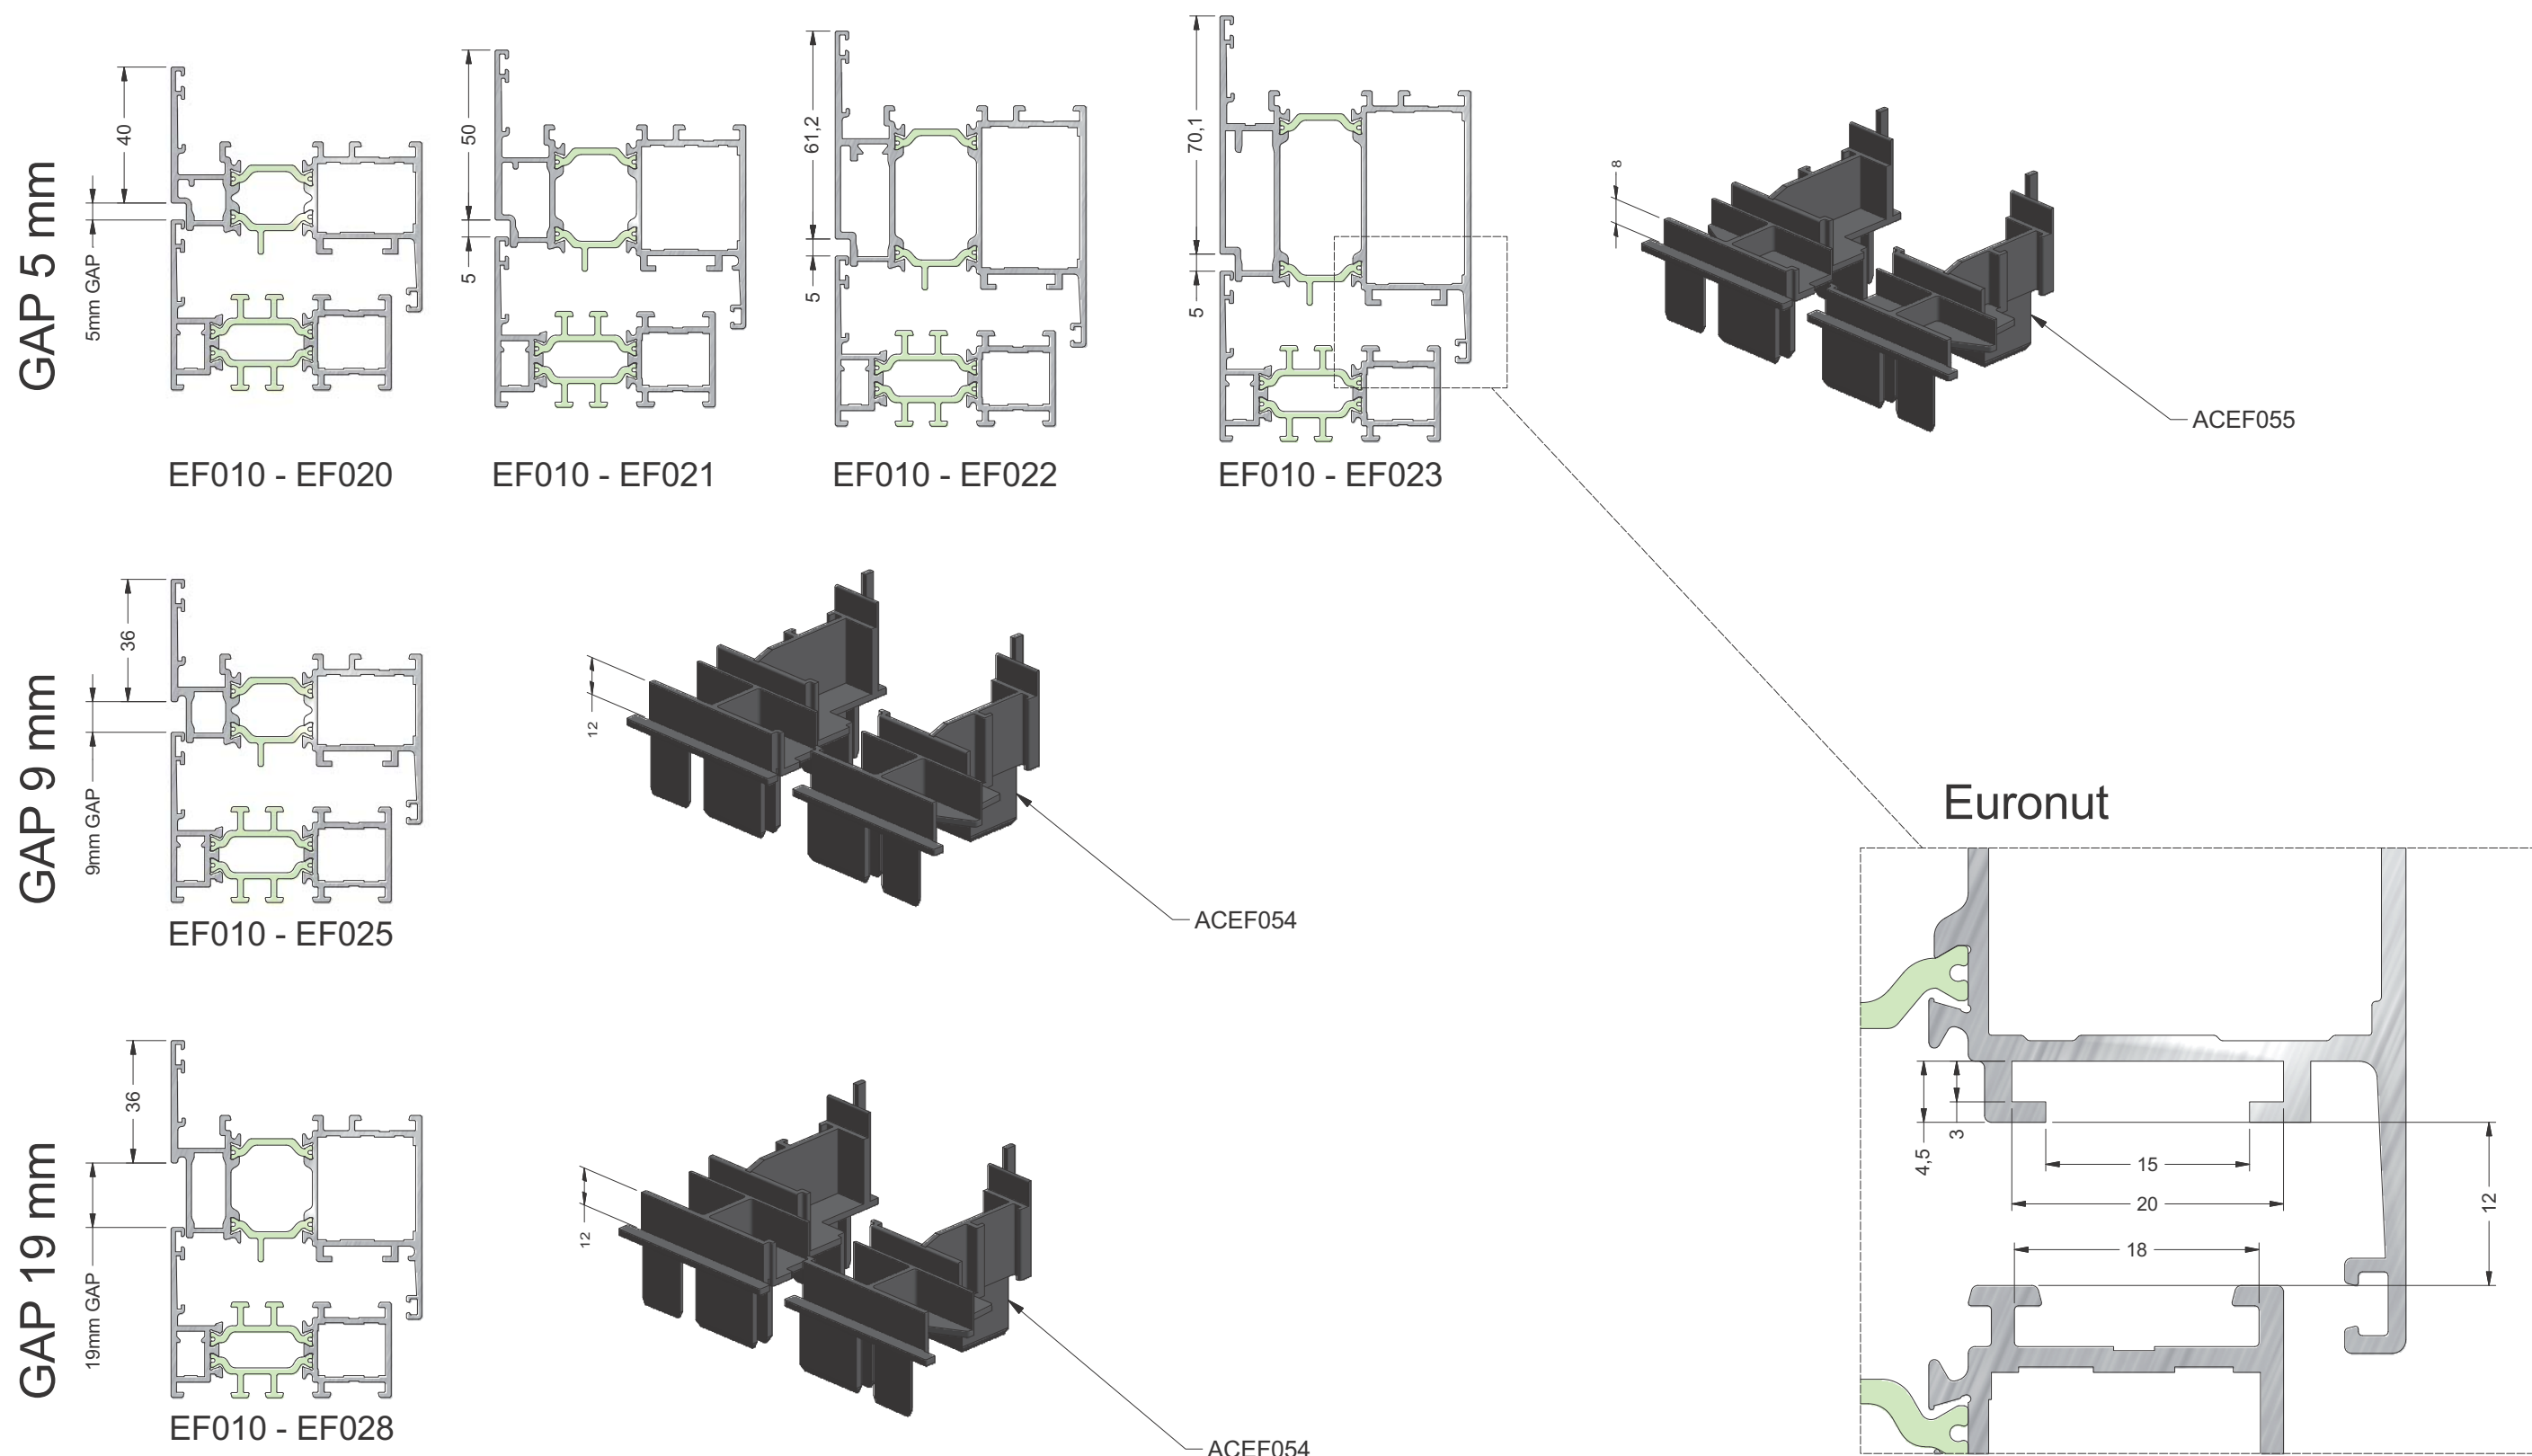 GAP 5 mm
40
5mm GAP
EF010 - EF020
50
5
EF010 - EF021
61,2
5
EF010 - EF022
70,1
5
EF010 - EF023
8
ACEF055
GAP 9 mm
36
9mm GAP
EF010 - EF025
12
ACEF054
GAP 19 mm
36
19mm GAP
EF010 - EF028
12
ACEF054
Euronut
4,5
3
15
20
18
12